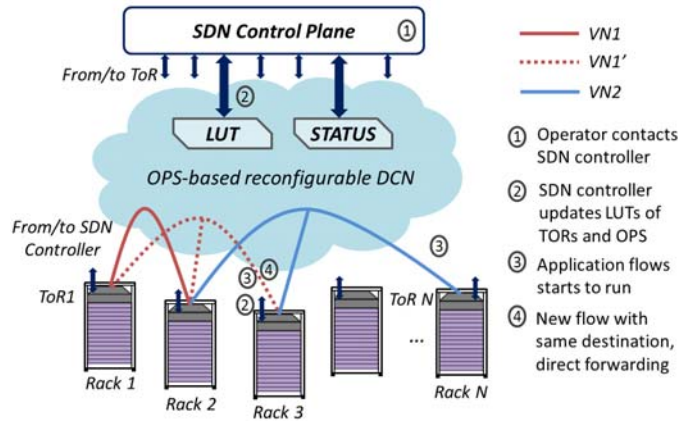 SDN Control Plane
①
From/to ToR
②
LUT
STATUS
OPS-based reconfigurable DCN
From/to SDN
Controller
③
③
④
②
ToR1
ToR N
...
Rack 1
Rack 2
Rack 3
Rack N
VN1
VN1’
VN2
① Operator contacts
SDN controller
② SDN controller
updates LUTs of
TORs and OPS
③ Application flows
starts to run
④ New flow with
same destination,
direct forwarding